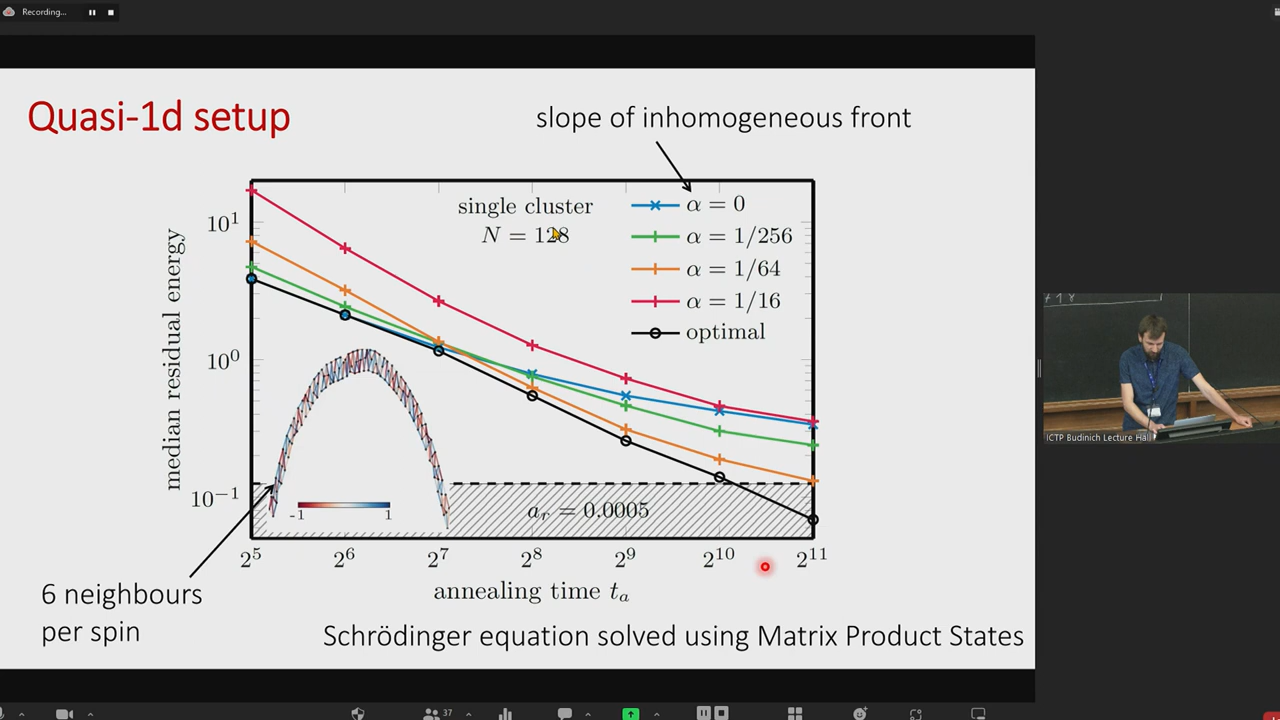 Recording...
Quasi-1d setup
slope of inhomogeneous front
single cluster
N = 128
α = 0
α = 1/256
α = 1/64
α = 1/16
optimal
median residual energy
10¹
10⁰
10⁻¹
-1 1
aᵣ = 0.0005
2⁵ 2⁶ 2⁷ 2⁸ 2⁹ 2¹⁰ 2¹¹
annealing time tₐ
6 neighbours
per spin
Schrödinger equation solved using Matrix Product States
ICTP Budinich Lecture Hall
37